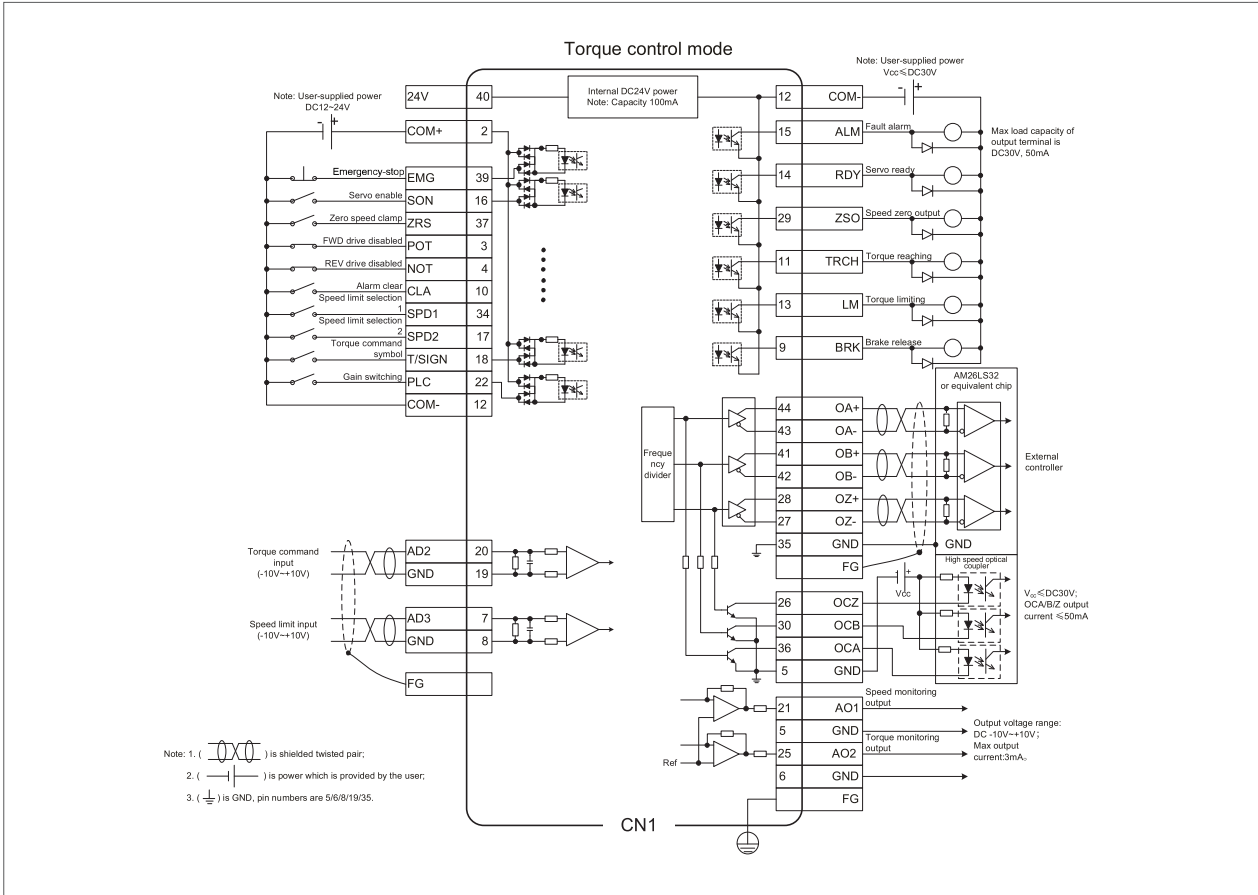 Torque control mode
Note: User-supplied power
DC12~24V
24V 40
COM+ 2
Emergency-stop EMG 39
Servo enable SON 16
Zero speed clamp ZRS 37
FWD drive disabled POT 3
REV drive disabled NOT 4
Alarm clear CLA 10
Speed limit selection
1 SPD1 34
Speed limit selection
2 SPD2 17
Torque command
symbol T/SIGN 18
Gain switching PLC 22
COM- 12
Internal DC24V power
Note: Capacity 100mA
Note: User-supplied power
Vcc≤DC30V
12 COM-
15 ALM Fault alarm
14 RDY Servo ready
29 ZSO Speed zero output
11 TRCH Torque reaching
13 LM Torque limiting
9 BRK Brake release
Max load capacity of
output terminal is
DC30V, 50mA
AM26LS32
or equivalent chip
Freque
ncy
divider
44 OA+
43 OA-
41 OB+
42 OB-
28 OZ+
27 OZ-
35 GND
FG
External
controller
GND
High speed optical
coupler
Vcc
26 OCZ
30 OCB
36 OCA
5 GND
Vcc≤DC30V;
OCA/B/Z output
current ≤50mA
Torque command
input
(-10V~+10V)
AD2 20
GND 19
Speed limit input
(-10V~+10V)
AD3 7
GND 8
FG
Speed monitoring
output
21 AO1
5 GND
Torque monitoring
output
25 AO2
6 GND
FG
Ref
Output voltage range:
DC -10V~+10V;
Max output
current:3mA。
Note: 1. ( ) is shielded twisted pair;
2. ( ) is power which is provided by the user;
3. ( ) is GND, pin numbers are 5/6/8/19/35.
CN1